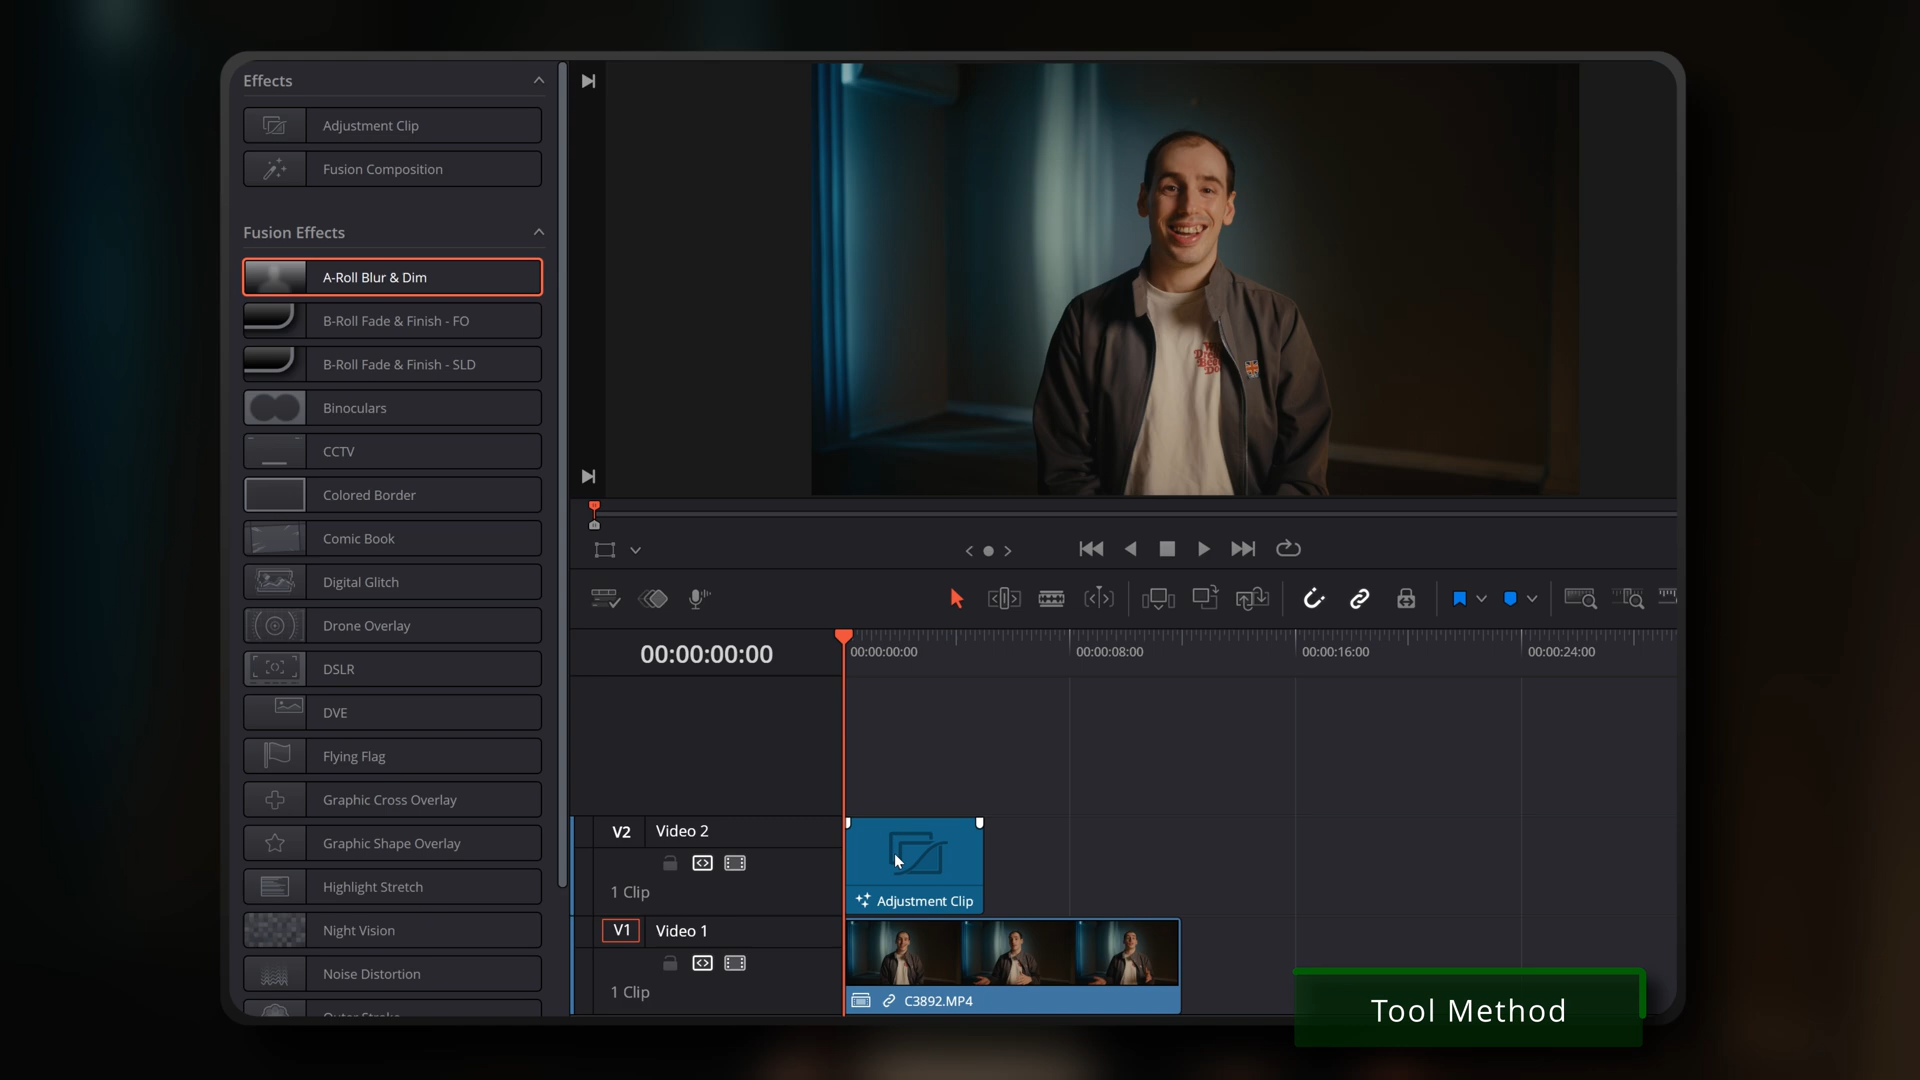 Effects
Adjustment Clip
Fusion Composition
Fusion Effects
A-Roll Blur & Dim
B-Roll Fade & Finish - FO
B-Roll Fade & Finish - SLD
Binoculars
CCTV
Colored Border
Comic Book
Digital Glitch
Drone Overlay
DSLR
DVE
Flying Flag
Graphic Cross Overlay
Graphic Shape Overlay
Highlight Stretch
Night Vision
Noise Distortion
00:00:00:00
00:00:00:00
00:00:08:00
00:00:16:00
00:00:24:00
V2 Video 2
1 Clip
Adjustment Clip
V1 Video 1
1 Clip
C3892.MP4
Tool Method